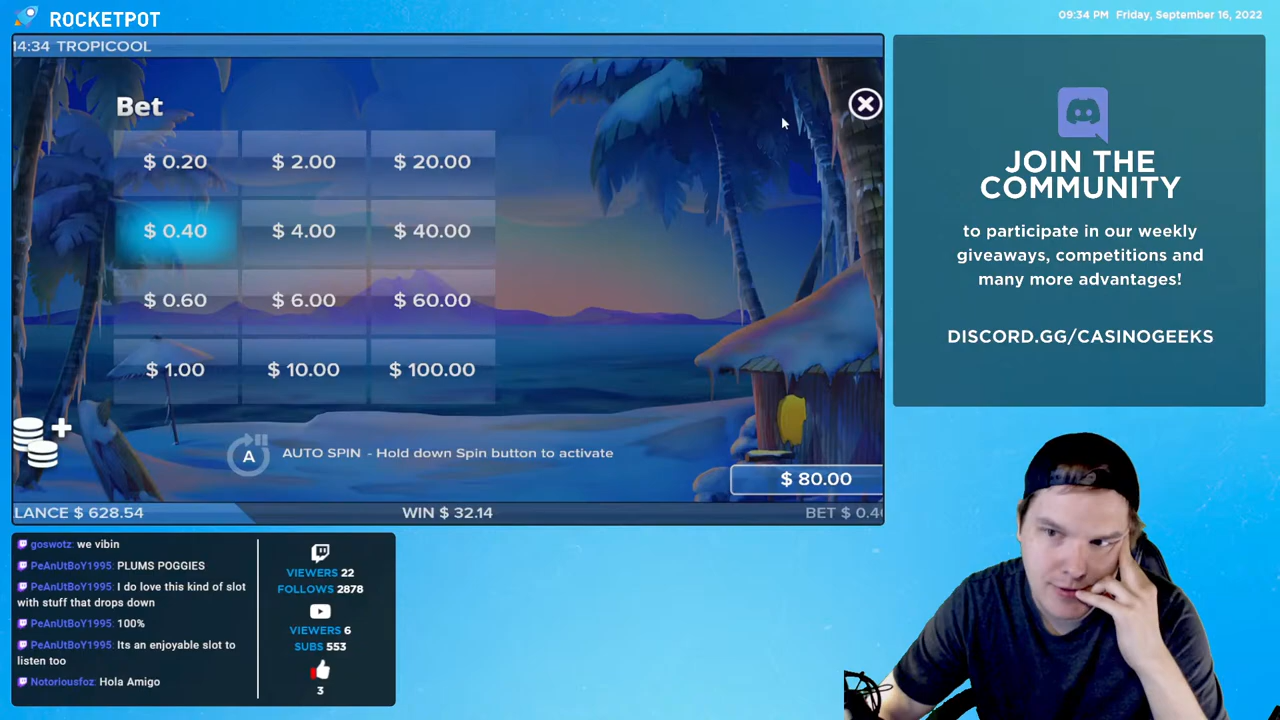 ROCKETPOT
09:34 PM Friday, September 16, 2022
14:34 TROPICOOL
Bet
$ 0.20 $ 2.00 $ 20.00
$ 0.40 $ 4.00 $ 40.00
$ 0.60 $ 6.00 $ 60.00
$ 1.00 $ 10.00 $ 100.00
A AUTO SPIN - Hold down Spin button to activate
$ 80.00
LANCE $ 628.54 WIN $ 32.14 BET $ 0.4
JOIN THE
COMMUNITY
to participate in our weekly
giveaways, competitions and
many more advantages!
DISCORD.GG/CASINOGEEKS
goswotz: we vibin
PeAnUtBoY1995: PLUMS POGGIES
PeAnUtBoY1995: I do love this kind of slot
with stuff that drops down
PeAnUtBoY1995: 100%
PeAnUtBoY1995: Its an enjoyable slot to
listen too
Notoriousfoz: Hola Amigo
VIEWERS 22
FOLLOWS 2878
VIEWERS 6
SUBS 553
3